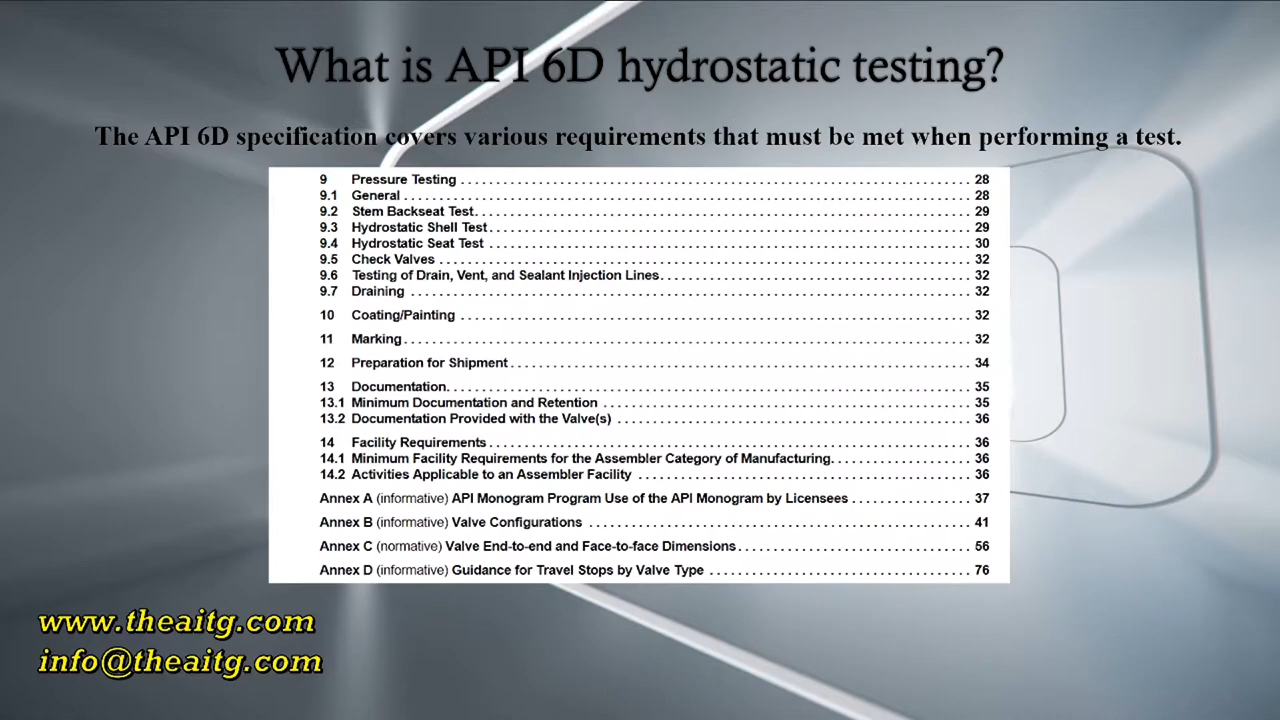 What is API 6D hydrostatic testing?
The API 6D specification covers various requirements that must be met when performing a test.
9 Pressure Testing . . . . . . . . . . . . . . . . . . . . 28
9.1 General . . . . . . . . . . . . . . . . . . . . 28
9.2 Stem Backseat Test. . . . . . . . . . . . . . . . . . . . 29
9.3 Hydrostatic Shell Test . . . . . . . . . . . . . . . . . . . . 29
9.4 Hydrostatic Seat Test . . . . . . . . . . . . . . . . . . . . 30
9.5 Check Valves . . . . . . . . . . . . . . . . . . . . 32
9.6 Testing of Drain, Vent, and Sealant Injection Lines. . . . . . . . . . . . . . . . . . . . 32
9.7 Draining . . . . . . . . . . . . . . . . . . . . 32
10 Coating/Painting . . . . . . . . . . . . . . . . . . . . 32
11 Marking . . . . . . . . . . . . . . . . . . . . 32
12 Preparation for Shipment . . . . . . . . . . . . . . . . . . . . 34
13 Documentation. . . . . . . . . . . . . . . . . . . . 35
13.1 Minimum Documentation and Retention . . . . . . . . . . . . . . . . . . . . 35
13.2 Documentation Provided with the Valve(s) . . . . . . . . . . . . . . . . . . . . 36
14 Facility Requirements . . . . . . . . . . . . . . . . . . . . 36
14.1 Minimum Facility Requirements for the Assembler Category of Manufacturing. . . . . . . . . . . . . 36
14.2 Activities Applicable to an Assembler Facility . . . . . . . . . . . . . . . . . . . . 36
Annex A (informative) API Monogram Program Use of the API Monogram by Licensees . . . . . . . . . . . 37
Annex B (informative) Valve Configurations . . . . . . . . . . . . . . . . . . . . 41
Annex C (normative) Valve End-to-end and Face-to-face Dimensions . . . . . . . . . . . . . . . . . . . . 56
Annex D (informative) Guidance for Travel Stops by Valve Type . . . . . . . . . . . . . . . . . . . . 76
www.theaitg.com
info@theaitg.com